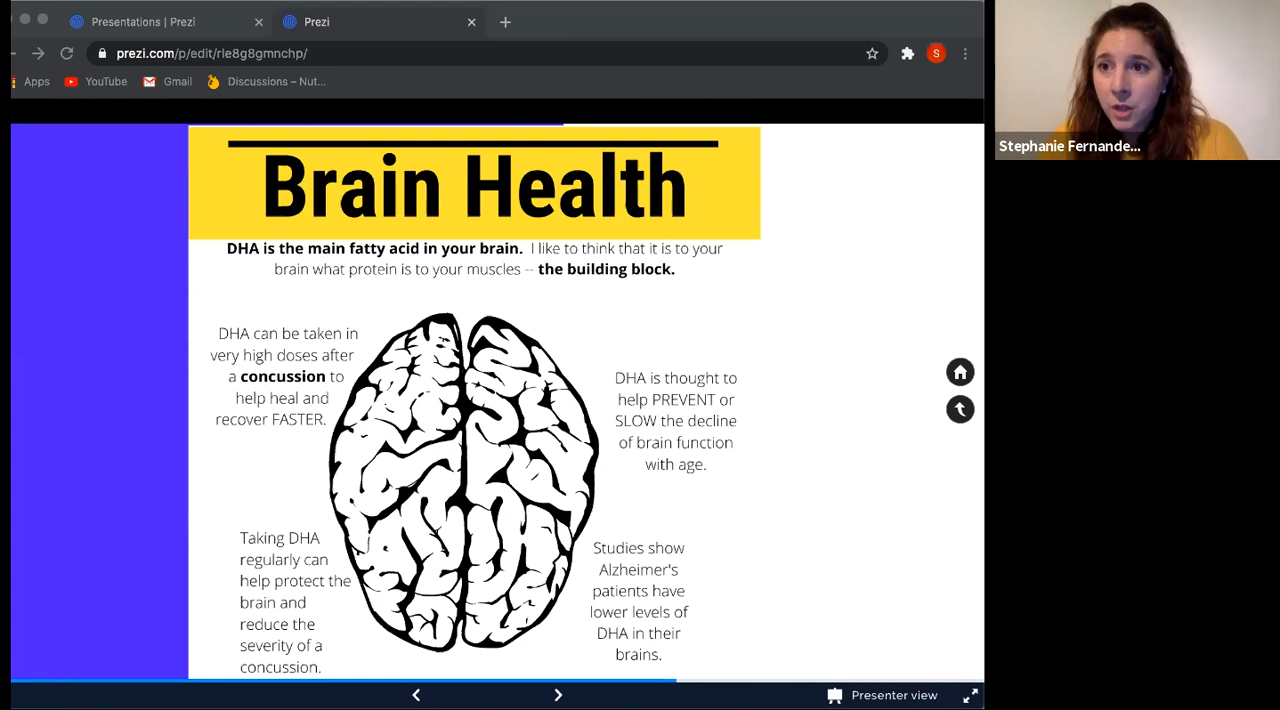 Presentations | Prezi
Prezi
prezi.com/p/edit/rle8g8gmnchp/
S
Apps
YouTube
Gmail
Discussions – Nut...
Stephanie Fernande...
Brain Health
DHA is the main fatty acid in your brain. I like to think that it is to your
brain what protein is to your muscles -- the building block.
DHA can be taken in
very high doses after
a concussion to
help heal and
recover FASTER.
DHA is thought to
help PREVENT or
SLOW the decline
of brain function
with age.
Taking DHA
regularly can
help protect the
brain and
reduce the
severity of a
concussion.
Studies show
Alzheimer's
patients have
lower levels of
DHA in their
brains.
Presenter view